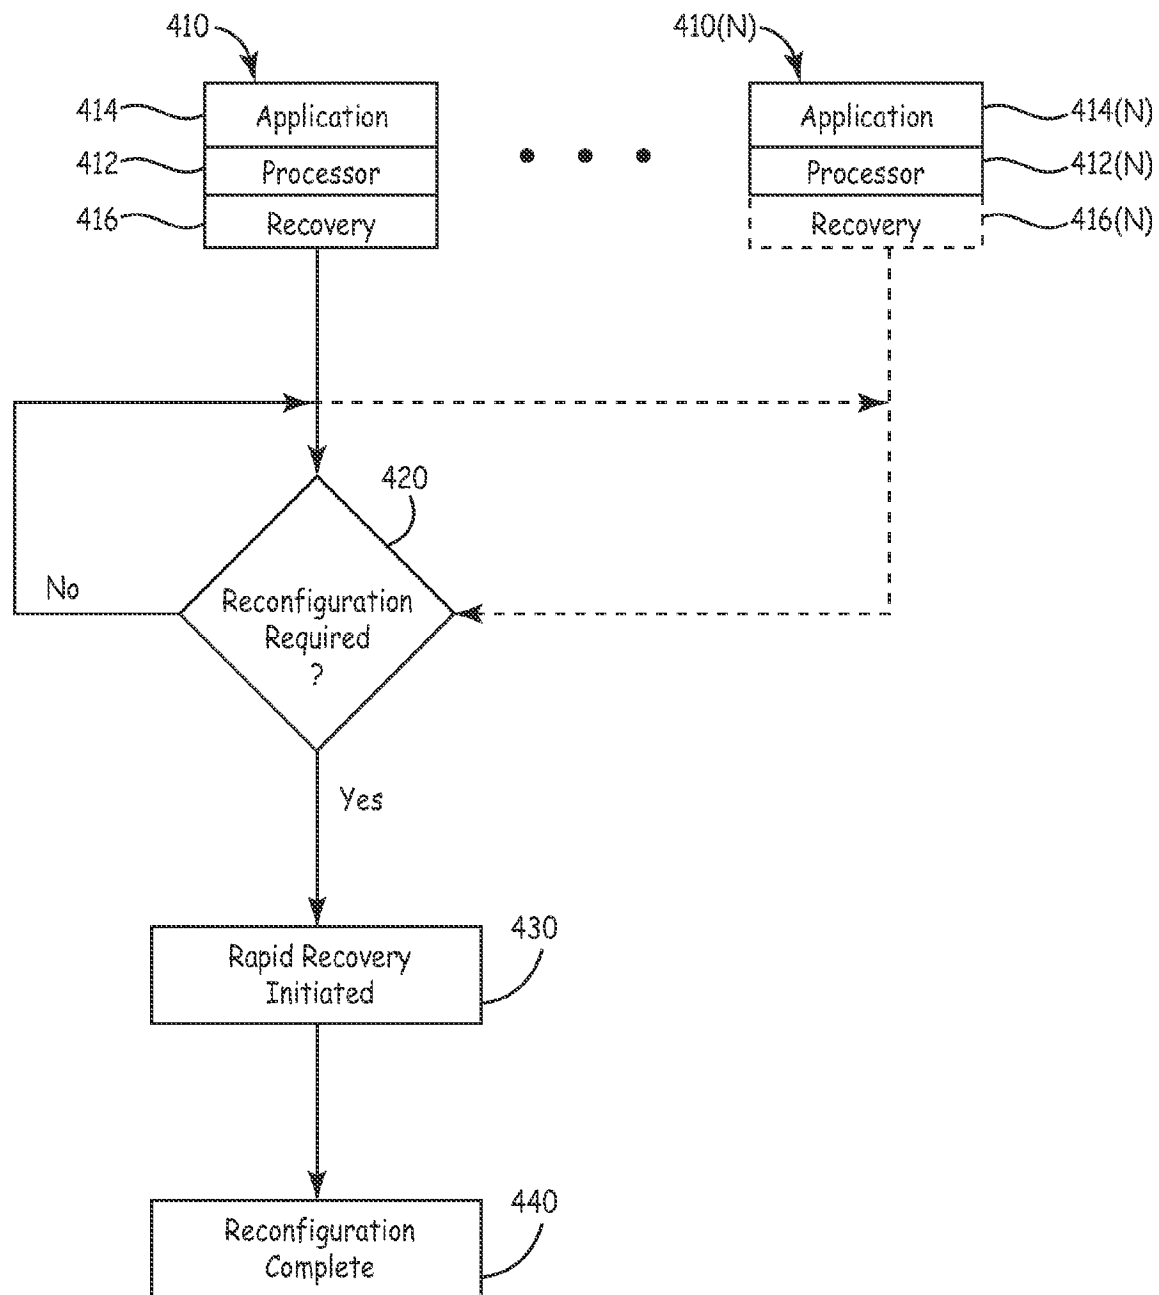 410
410(N)
414
Application
Application
414(N)
412
Processor
Processor
412(N)
416
Recovery
Recovery
416(N)
420
No
Reconfiguration
Required
?
Yes
430
Rapid Recovery
Initiated
440
Reconfiguration
Complete